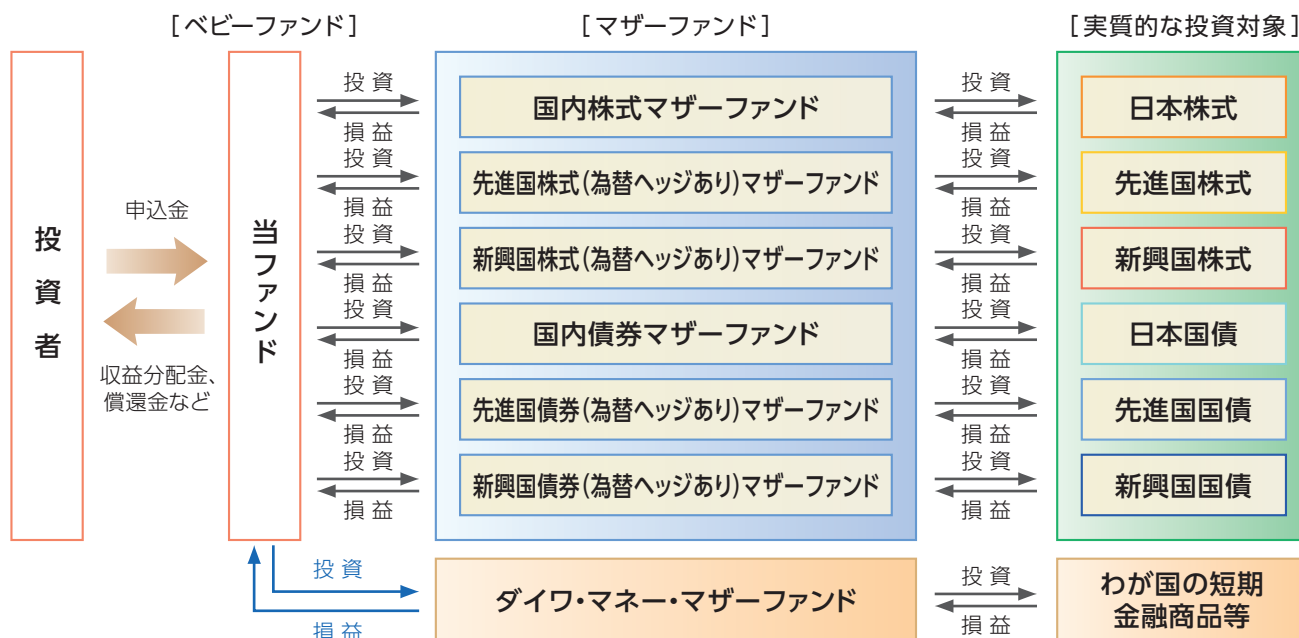 [ベビーファンド]
[マザーファンド]
[実質的な投資対象]
投資者
申込金
収益分配金、
償還金など
当ファンド
投資
損益
国内株式マザーファンド
投資
損益
日本株式
投資
損益
先進国株式(為替ヘッジあり)マザーファンド
投資
損益
先進国株式
投資
損益
新興国株式(為替ヘッジあり)マザーファンド
投資
損益
新興国株式
投資
損益
国内債券マザーファンド
投資
損益
日本国債
投資
損益
先進国債券(為替ヘッジあり)マザーファンド
投資
損益
先進国国債
投資
損益
新興国債券(為替ヘッジあり)マザーファンド
投資
損益
新興国国債
投資
損益
ダイワ・マネー・マザーファンド
投資
損益
わが国の短期
金融商品等